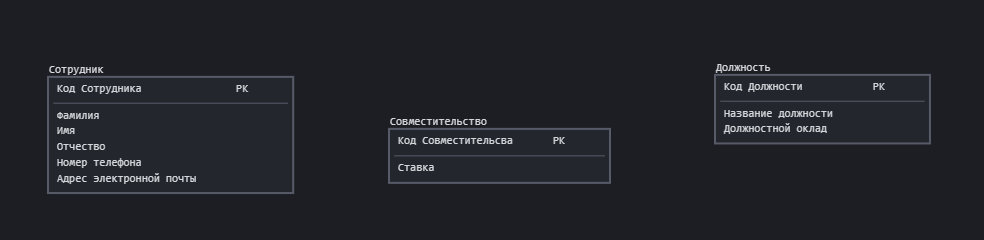 Сотрудник
Код Сотрудника PK
Фамилия
Имя
Отчество
Номер телефона
Адрес электронной почты
Совместительство
Код Совместительсва PK
Ставка
Должность
Код Должности PK
Название должности
Должностной оклад